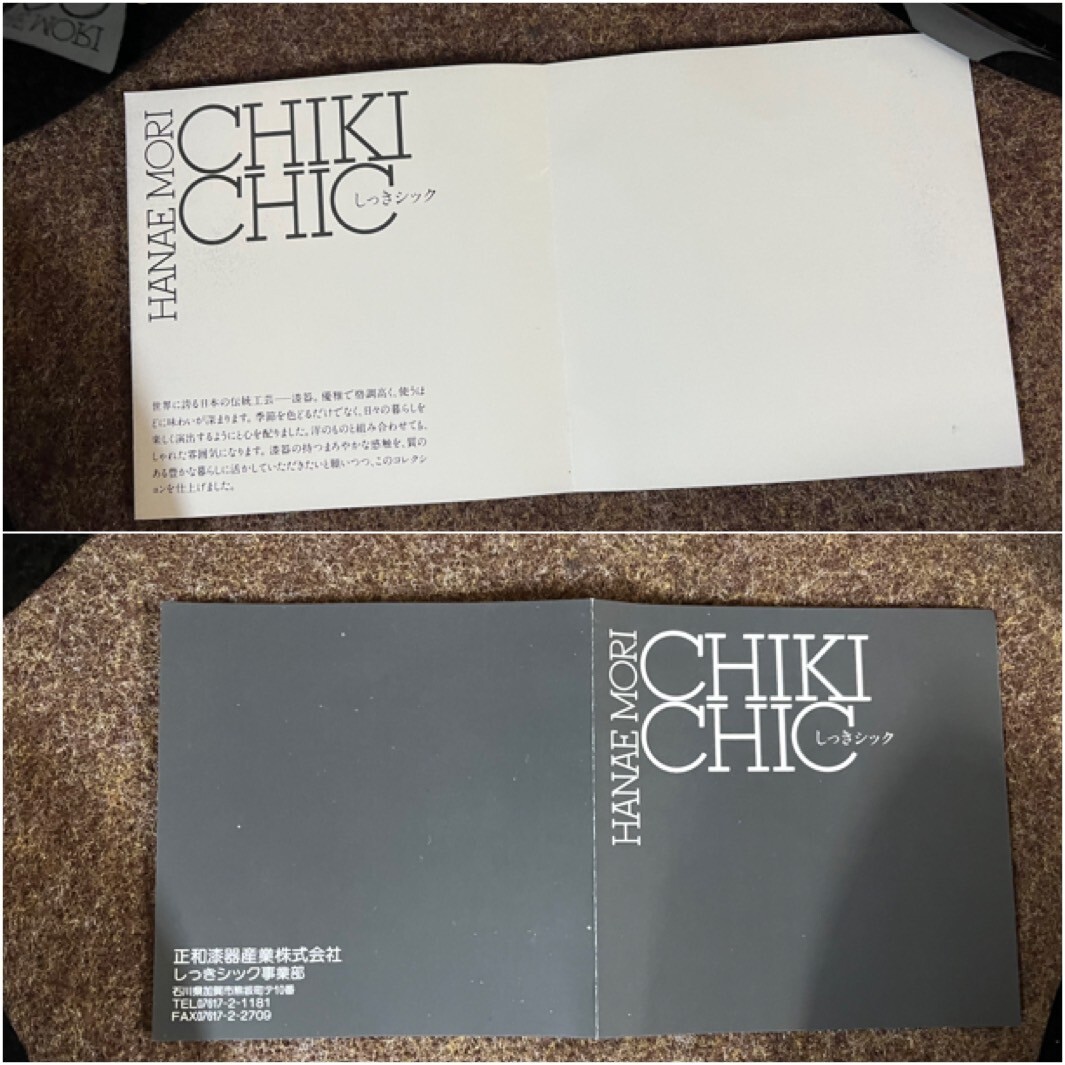 HANAE MORI
CHIKI
CHIC
しっきシック
世界に誇る日本の伝統工芸──漆器。優雅で格調高く、使うほ
どに味わいが深まります。季節を色どるだけでなく、日々の暮らしを
楽しく演出するようにと心を配りました。洋のものと組み合わせても、
しゃれた雰囲気になります。漆器の持つまろやかな感触を、質の
ある豊かな暮らしに活かしていただきたいと願いつつ、このコレクシ
ョンを仕上げました。
HANAE MORI
CHIKI
CHIC
しっきシック
正和漆器産業株式会社
しっきシック事業部
石川県加賀市熊坂町テ10番
TEL07617-2-1181
FAX07617-2-2709